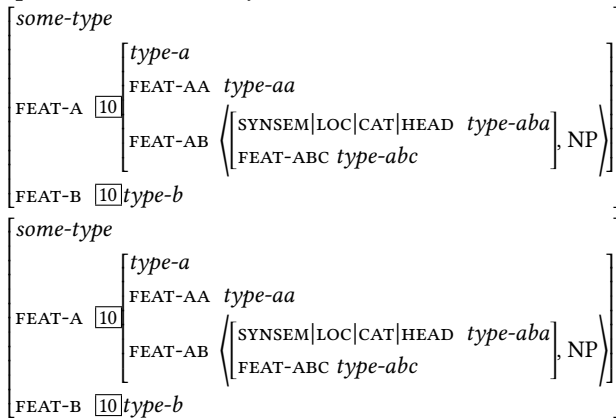 some-type
type-a
FEAT-AA type-aa
FEAT-A 10
SYNSEM|LOC|CAT|HEAD type-aba
FEAT-AB ⟨ , NP⟩
FEAT-ABC type-abc
FEAT-B 10 type-b
some-type
type-a
FEAT-AA type-aa
FEAT-A 10
SYNSEM|LOC|CAT|HEAD type-aba
FEAT-AB ⟨ , NP⟩
FEAT-ABC type-abc
FEAT-B 10 type-b